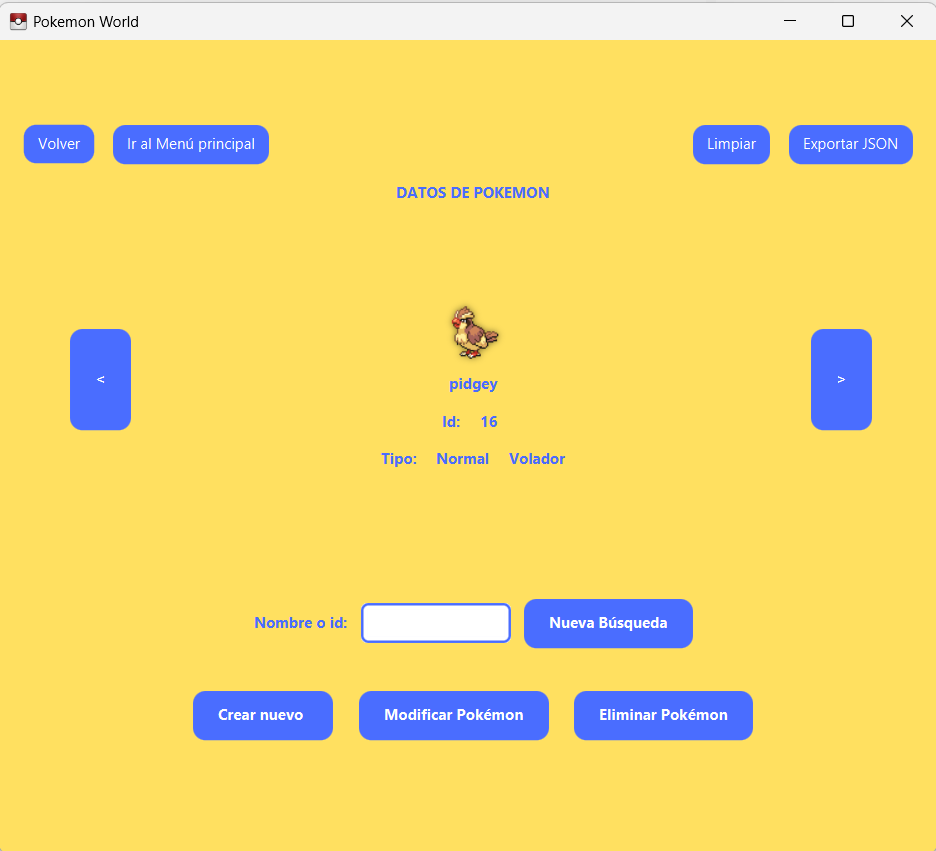 Pokemon World
Volver
Ir al Menú principal
Limpiar
Exportar JSON
DATOS DE POKEMON
<
>
pidgey
Id: 16
Tipo: Normal Volador
Nombre o id:
Nueva Búsqueda
Crear nuevo
Modificar Pokémon
Eliminar Pokémon